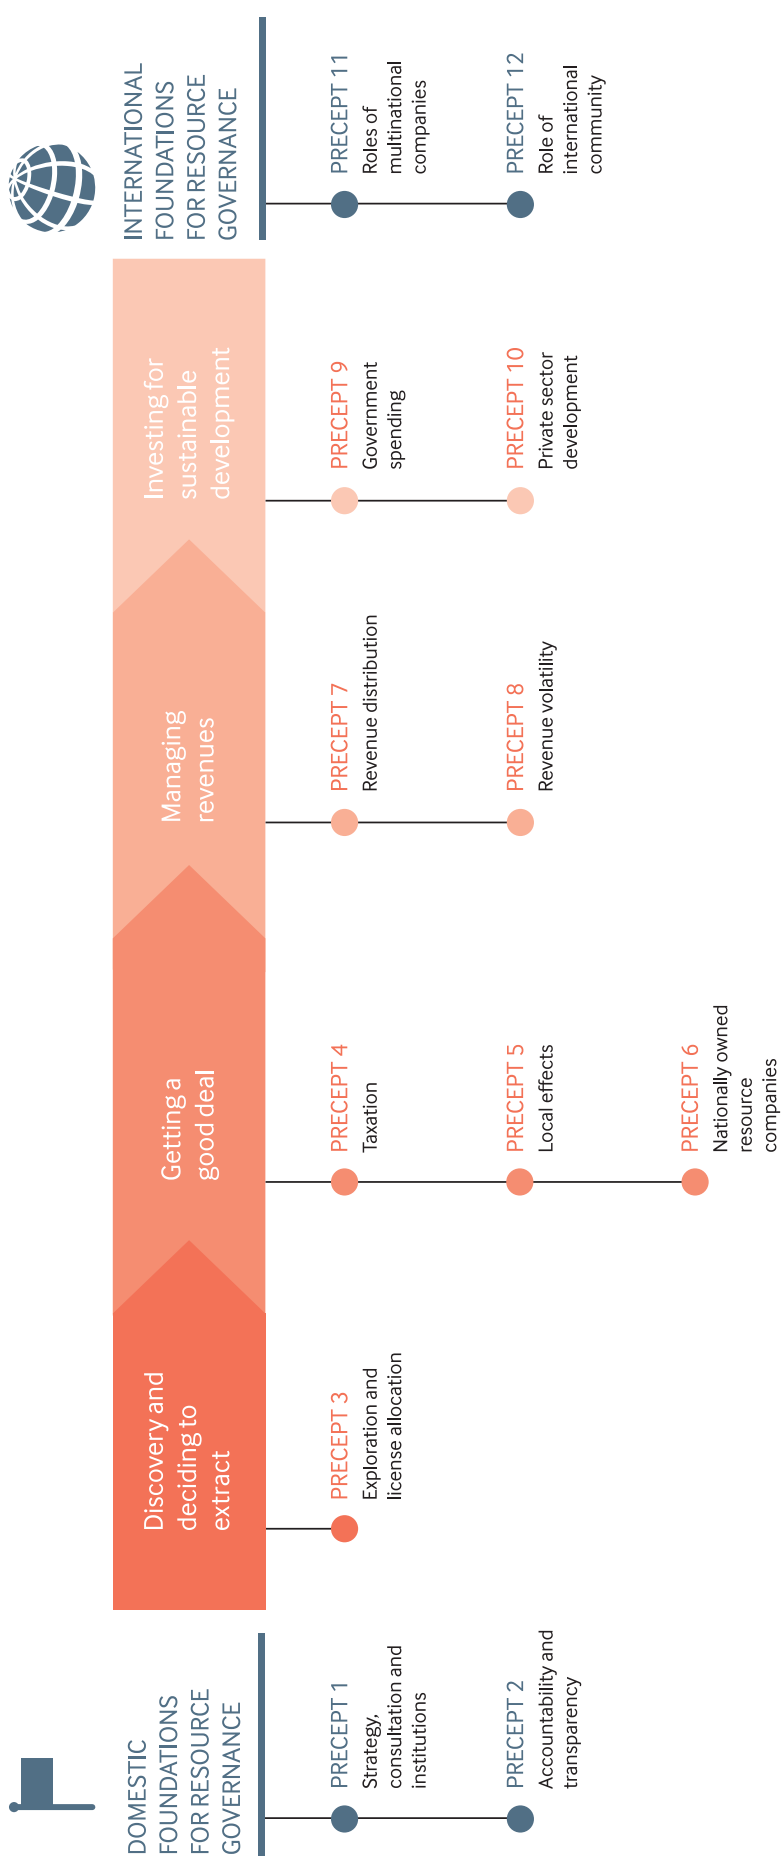 DOMESTIC
FOUNDATIONS
FOR RESOURCE
GOVERNANCE
PRECEPT 1
Strategy,
consultation and
institutions
PRECEPT 2
Accountability and
transparency
Discovery and
deciding to
extract
PRECEPT 3
Exploration and
license allocation
Getting a
good deal
PRECEPT 4
Taxation
PRECEPT 5
Local effects
PRECEPT 6
Nationally owned
resource
companies
Managing
revenues
PRECEPT 7
Revenue distribution
PRECEPT 8
Revenue volatility
Investing for
sustainable
development
PRECEPT 9
Government
spending
PRECEPT 10
Private sector
development
INTERNATIONAL
FOUNDATIONS
FOR RESOURCE
GOVERNANCE
PRECEPT 11
Roles of
multinational
companies
PRECEPT 12
Role of
international
community